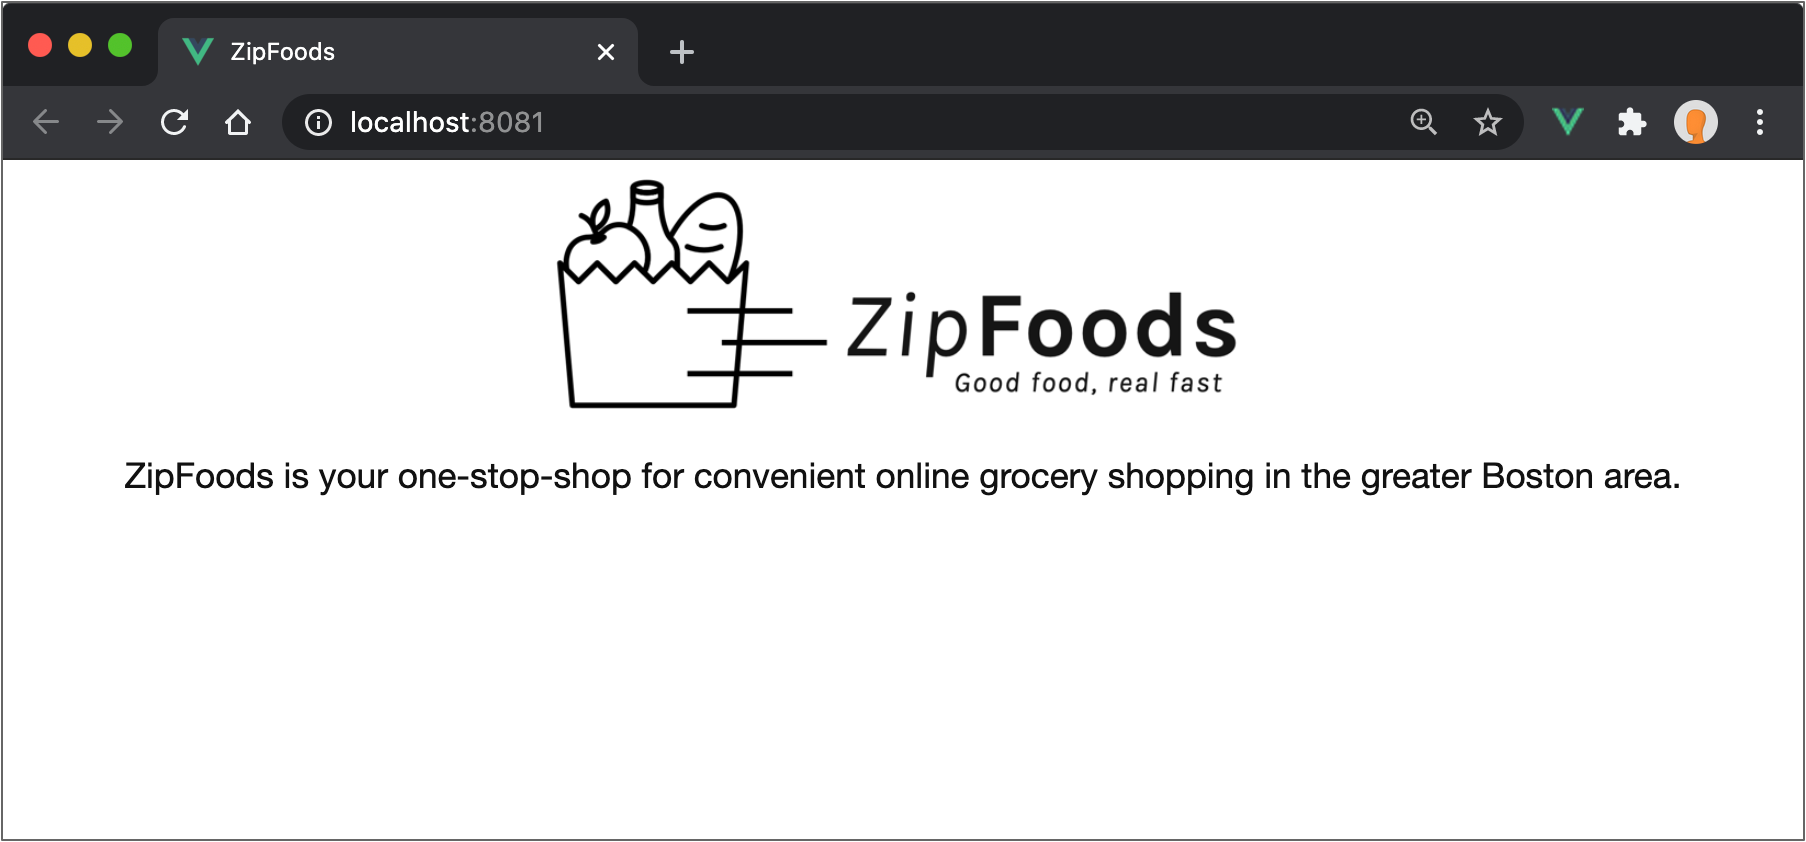 ZipFoods
localhost:8081
ZipFoods
Good food, real fast
ZipFoods is your one-stop-shop for convenient online grocery shopping in the greater Boston area.